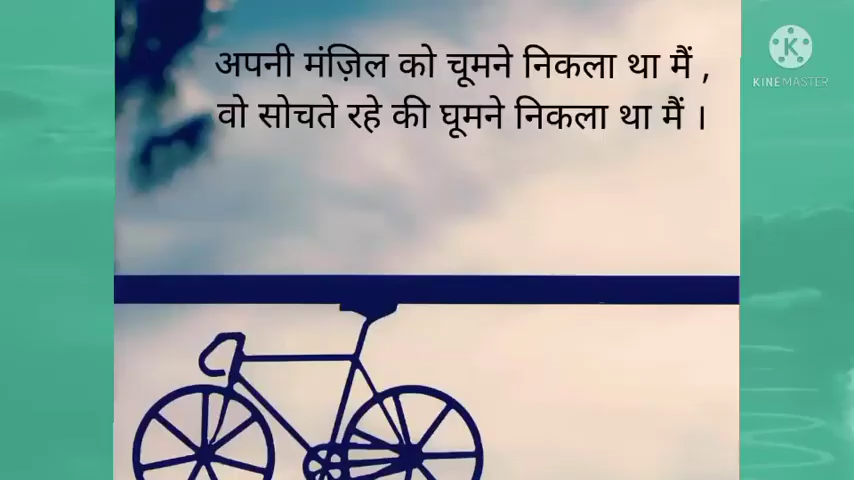 अपनी मंज़िल को चूमने निकला था मैं ,
वो सोचते रहे की घूमने निकला था मैं ।
K
KINEMASTER